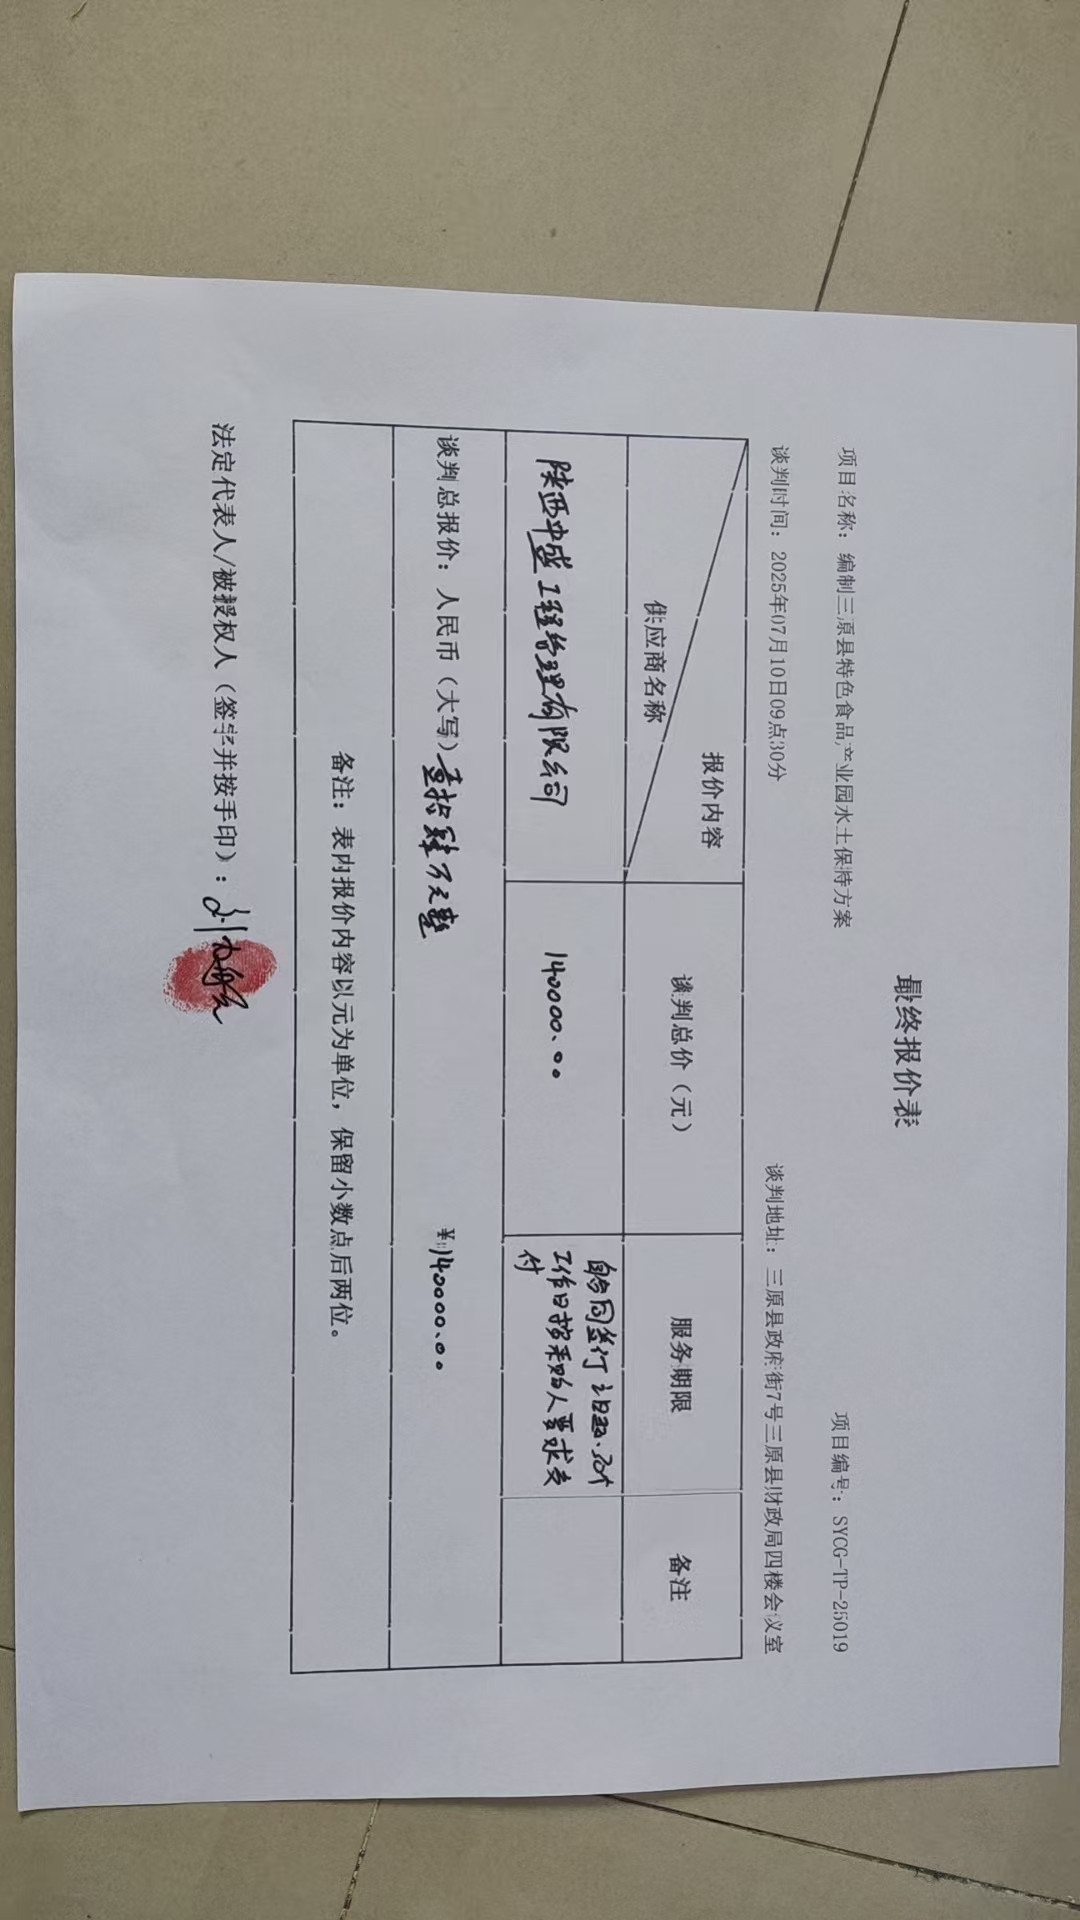 最终报价表
项目名称：编制三原县特色食品产业园水土保持方案 项目编号：SYCG-TP-25019
谈判时间：2025年07月10日09点30分 谈判地址：三原县政府街7号三原县财政局四楼会议室
报价内容
供应商名称 谈判总价（元） 服务期限 备注
陕西中盛工程管理有限公司 140000.00 自合同签订之日起、30个
工作日按采购人要求交
付
谈判总报价：人民币（大写）壹拾肆万元整 ¥：140000.00
备注：表内报价内容以元为单位，保留小数点后两位。
法定代表人/被授权人（签字并按手印）：刘